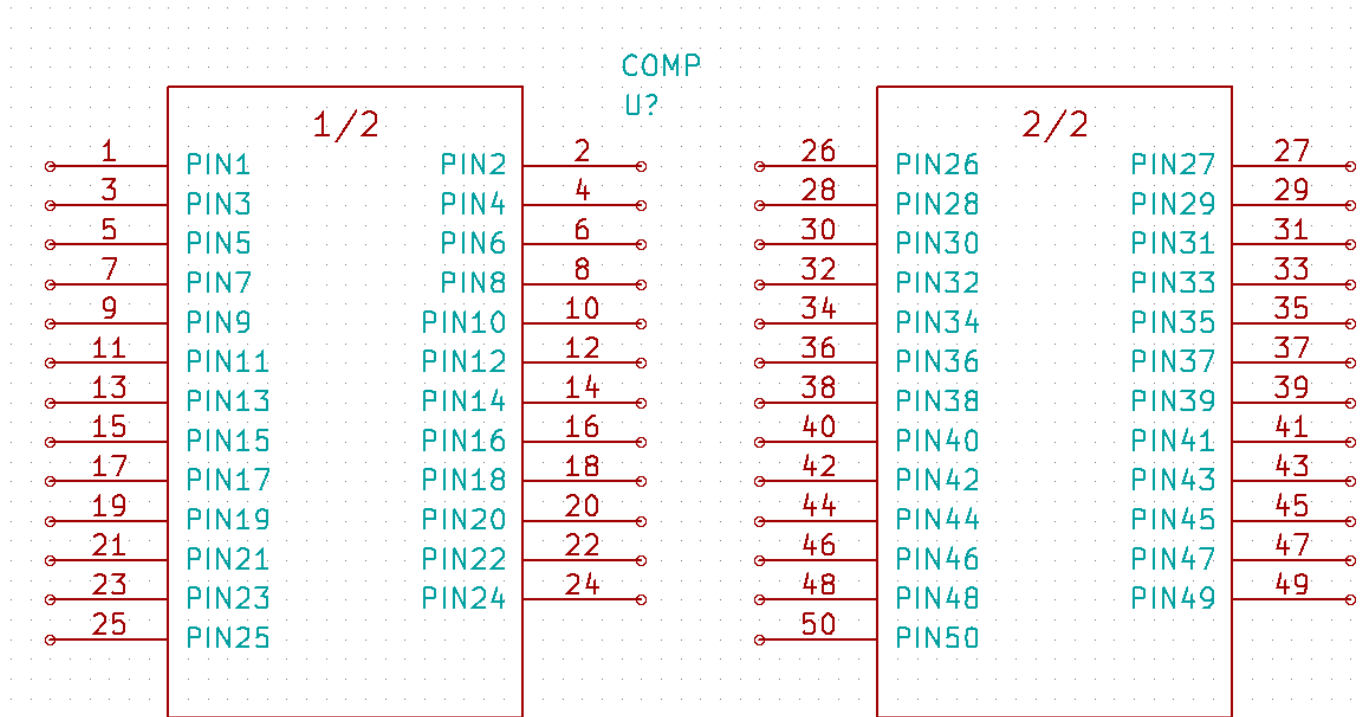 COMP
U?
1/2
1 PIN1 PIN2 2
3 PIN3 PIN4 4
5 PIN5 PIN6 6
7 PIN7 PIN8 8
9 PIN9 PIN10 10
11 PIN11 PIN12 12
13 PIN13 PIN14 14
15 PIN15 PIN16 16
17 PIN17 PIN18 18
19 PIN19 PIN20 20
21 PIN21 PIN22 22
23 PIN23 PIN24 24
25 PIN25
2/2
26 PIN26 PIN27 27
28 PIN28 PIN29 29
30 PIN30 PIN31 31
32 PIN32 PIN33 33
34 PIN34 PIN35 35
36 PIN36 PIN37 37
38 PIN38 PIN39 39
40 PIN40 PIN41 41
42 PIN42 PIN43 43
44 PIN44 PIN45 45
46 PIN46 PIN47 47
48 PIN48 PIN49 49
50 PIN50